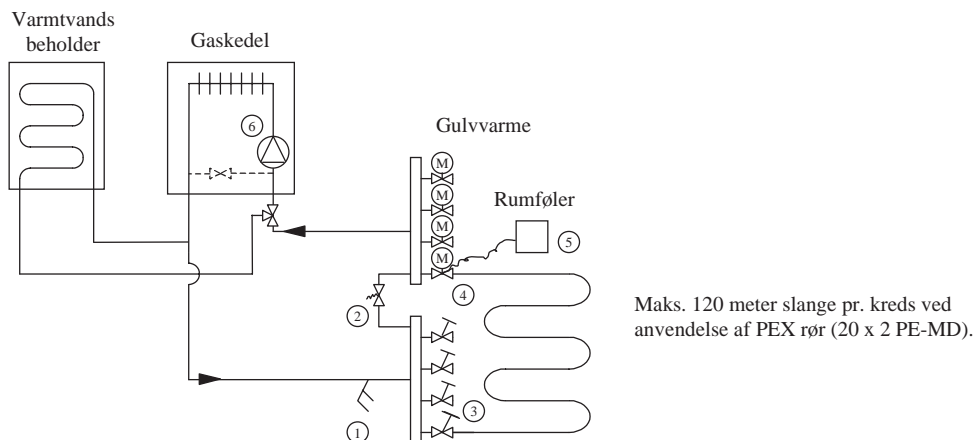 Varmtvands
beholder
Gaskedel
6
Gulvvarme
M
M
M
M
Rumføler
5
4
2
Maks. 120 meter slange pr. kreds ved
anvendelse af PEX rør (20 x 2 PE-MD).
3
1